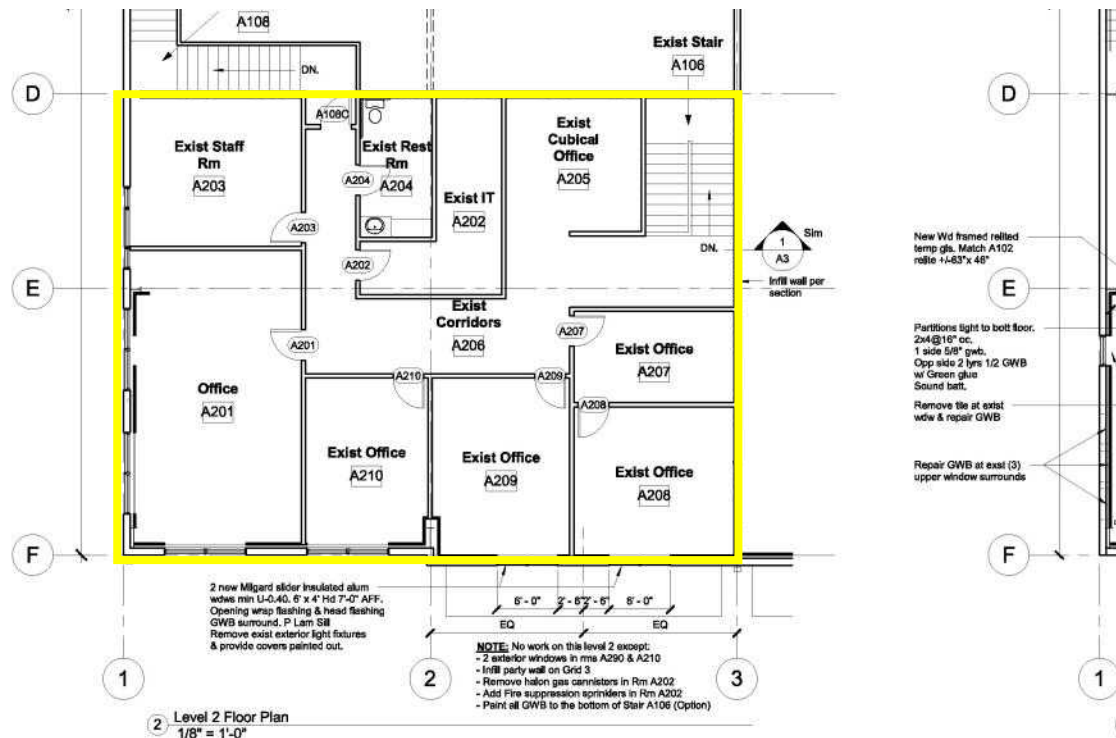 A108
DN.
Exist Stair
A106
D
D
A108C
Exist Staff
Rm
A203
Exist Rest
Rm
A204
A204
Exist
Cubical
Office
A205
Exist IT
A202
A203
A202
DN.
1
A3
Sim
Infill wall per
section
New Wd framed relited
temp gls. Match A102
relite +/-63"x 46"
E
E
Exist
Corridors
A206
A201
A207
Exist Office
A207
Partitions tight to bott floor.
2x4@16" oc.
1 side 5/8" gwb.
Opp side 2 lyrs 1/2 GWB
w/ Green glue
Sound batt.
Office
A201
A210
A209
A208
Remove tile at exist
wdw & repair GWB
Exist Office
A210
Exist Office
A209
Exist Office
A208
Repair GWB at exst (3)
upper window surrounds
F
F
2 new Milgard slider insulated alum
wdws min U-0.40. 6' x 4' Hd 7'-0" AFF.
Opening wrap flashing & head flashing
GWB surround. P Lam Sill
Remove exist exterior light fixtures
& provide covers painted out.
6' - 0"
2' - 6"
2' - 6"
6' - 0"
EQ
EQ
NOTE: No work on this level 2 except:
- 2 exterior windows in rms A290 & A210
- Infill party wall on Grid 3
- Remove halon gas cannisters in Rm A202
- Add Fire suppression sprinklers in Rm A202
- Paint all GWB to the bottom of Stair A106 (Option)
1
2
3
1
2
Level 2 Floor Plan
1/8" = 1'-0"